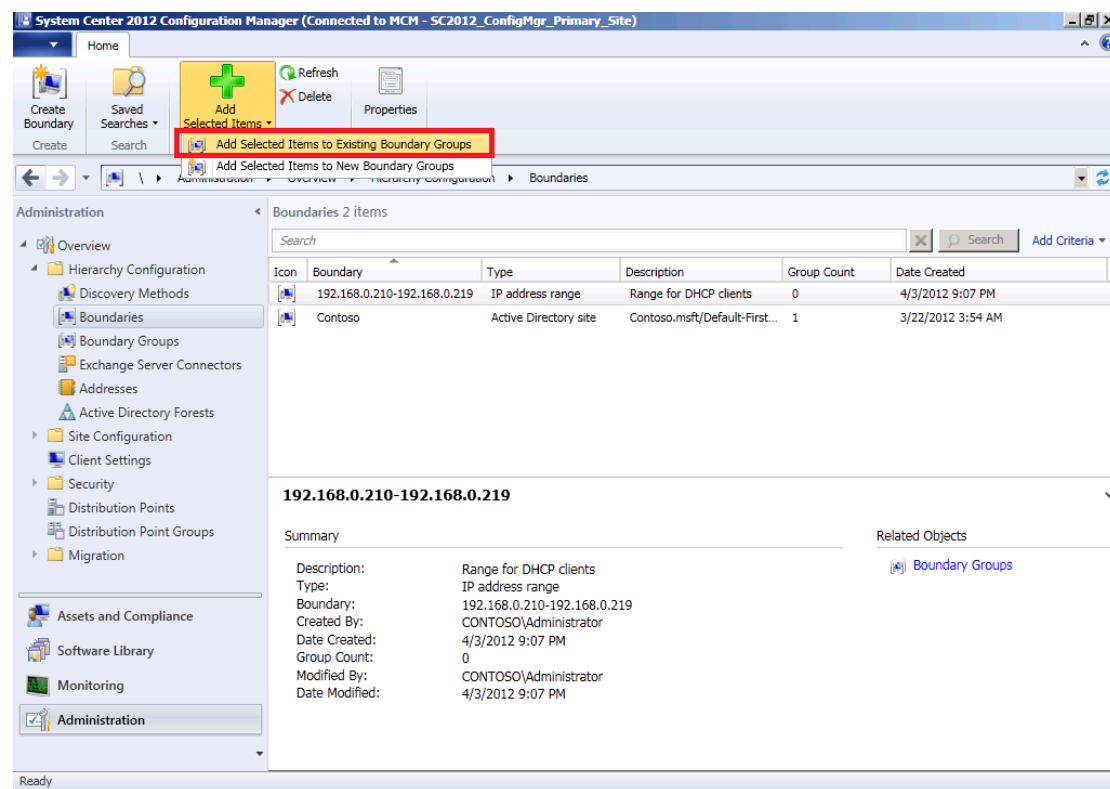 System Center 2012 Configuration Manager (Connected to MCM - SC2012_ConfigMgr_Primary_Site)
Home
Create Boundary
Saved Searches
Add Selected Items
Refresh
Delete
Properties
Create
Search
Add Selected Items to Existing Boundary Groups
Add Selected Items to New Boundary Groups
\ Administration Overview Hierarchy Configuration Boundaries
Administration
Boundaries 2 items
Search
Search
Add Criteria
Overview
Hierarchy Configuration
Discovery Methods
Boundaries
Boundary Groups
Exchange Server Connectors
Addresses
Active Directory Forests
Site Configuration
Client Settings
Security
Distribution Points
Distribution Point Groups
Migration
Icon Boundary Type Description Group Count Date Created
192.168.0.210-192.168.0.219 IP address range Range for DHCP clients 0 4/3/2012 9:07 PM
Contoso Active Directory site Contoso.msft/Default-First... 1 3/22/2012 3:54 AM
192.168.0.210-192.168.0.219
Summary
Related Objects
Description: Range for DHCP clients
Boundary Groups
Type: IP address range
Boundary: 192.168.0.210-192.168.0.219
Created By: CONTOSO\Administrator
Date Created: 4/3/2012 9:07 PM
Group Count: 0
Modified By: CONTOSO\Administrator
Date Modified: 4/3/2012 9:07 PM
Assets and Compliance
Software Library
Monitoring
Administration
Ready